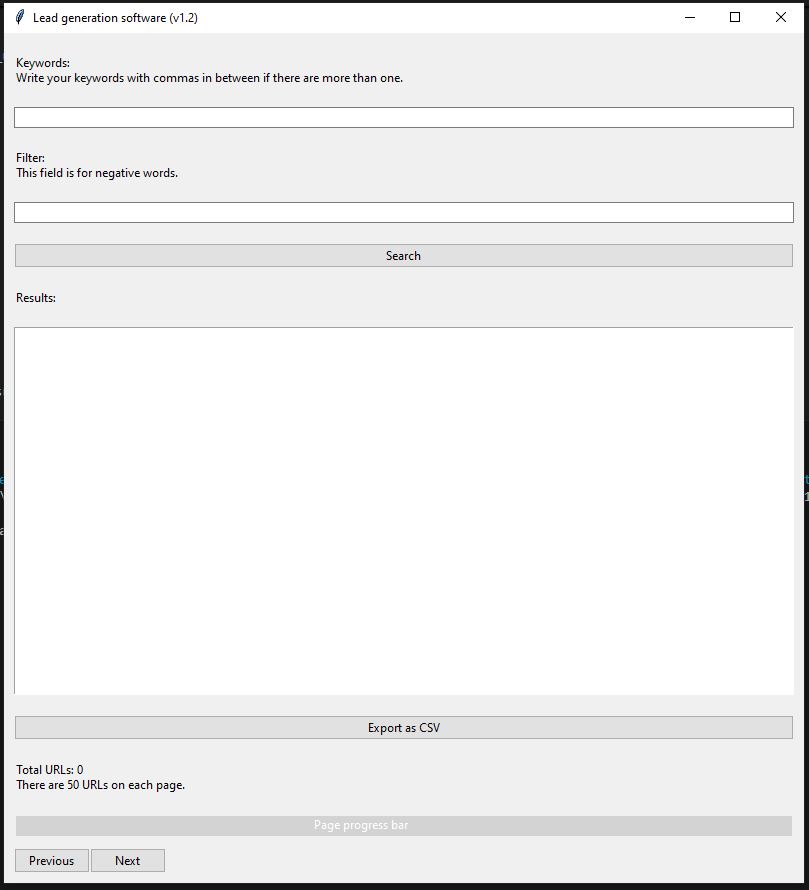 Lead generation software (v1.2)
Keywords:
Write your keywords with commas in between if there are more than one.
Filter:
This field is for negative words.
Search
Results:
Export as CSV
Total URLs: 0
There are 50 URLs on each page.
Page progress bar
Previous
Next